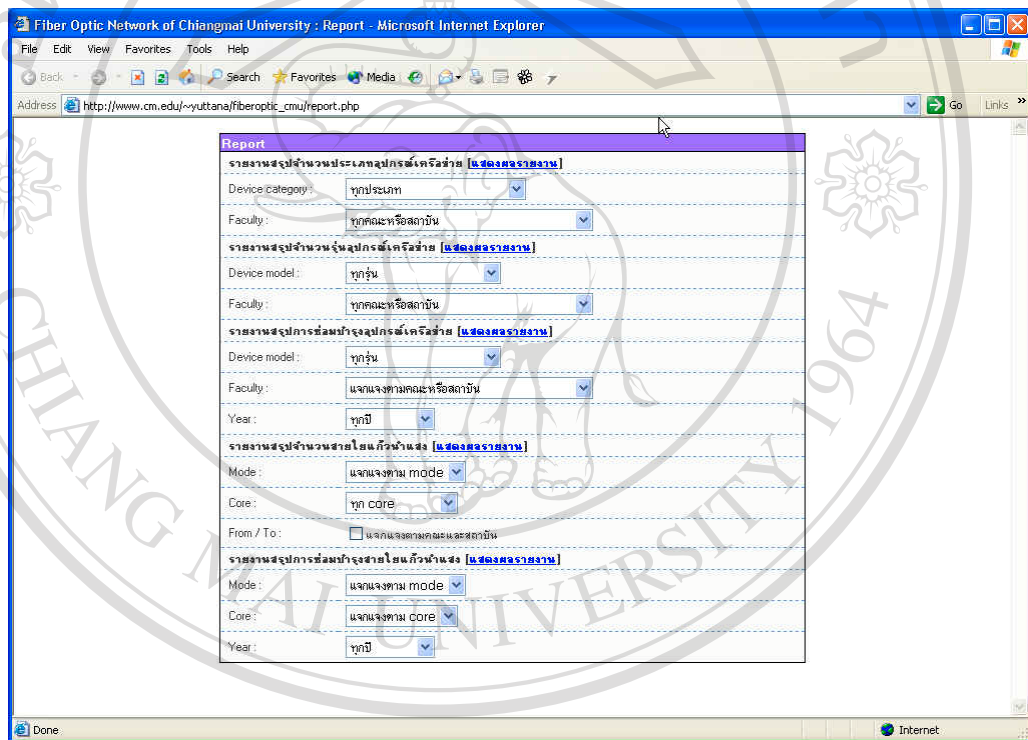 Fiber Optic Network of Chiangmai University : Report - Microsoft Internet Explorer
File Edit View Favorites Tools Help
Back Search Favorites Media
Address http://www.cm.edu/~yuttana/fiberoptic_cmu/report.php Go Links »
Report
รายงานสรุปจำนวนประเภทอุปกรณ์เครือข่าย [แสดงผลรายงาน]
Device category : ทุกประเภท
Faculty : ทุกคณะหรือสถาบัน
รายงานสรุปจำนวนรุ่นอุปกรณ์เครือข่าย [แสดงผลรายงาน]
Device model : ทุกรุ่น
Faculty : ทุกคณะหรือสถาบัน
รายงานสรุปการซ่อมบำรุงอุปกรณ์เครือข่าย [แสดงผลรายงาน]
Device model : ทุกรุ่น
Faculty : แจกแจงตามคณะหรือสถาบัน
Year : ทุกปี
รายงานสรุปจำนวนสายใยแก้วนำแสง [แสดงผลรายงาน]
Mode : แจกแจงตาม mode
Core : ทุก core
From / To : แจกแจงตามคณะและสถาบัน
รายงานสรุปการซ่อมบำรุงสายใยแก้วนำแสง [แสดงผลรายงาน]
Mode : แจกแจงตาม mode
Core : แจกแจงตาม core
Year : ทุกปี
CHIANG MAI UNIVERSITY 1964
Done Internet